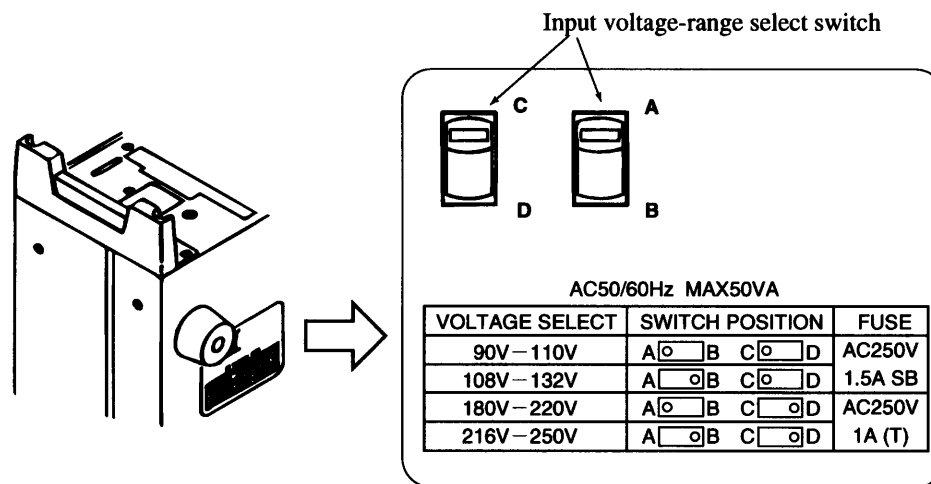 Input voltage-range select switch
C A
D B
AC50/60Hz MAX50VA
VOLTAGE SELECT SWITCH POSITION FUSE
90V－110V A B C D AC250V
108V－132V A B C D 1.5A SB
180V－220V A B C D AC250V
216V－250V A B C D 1A (T)